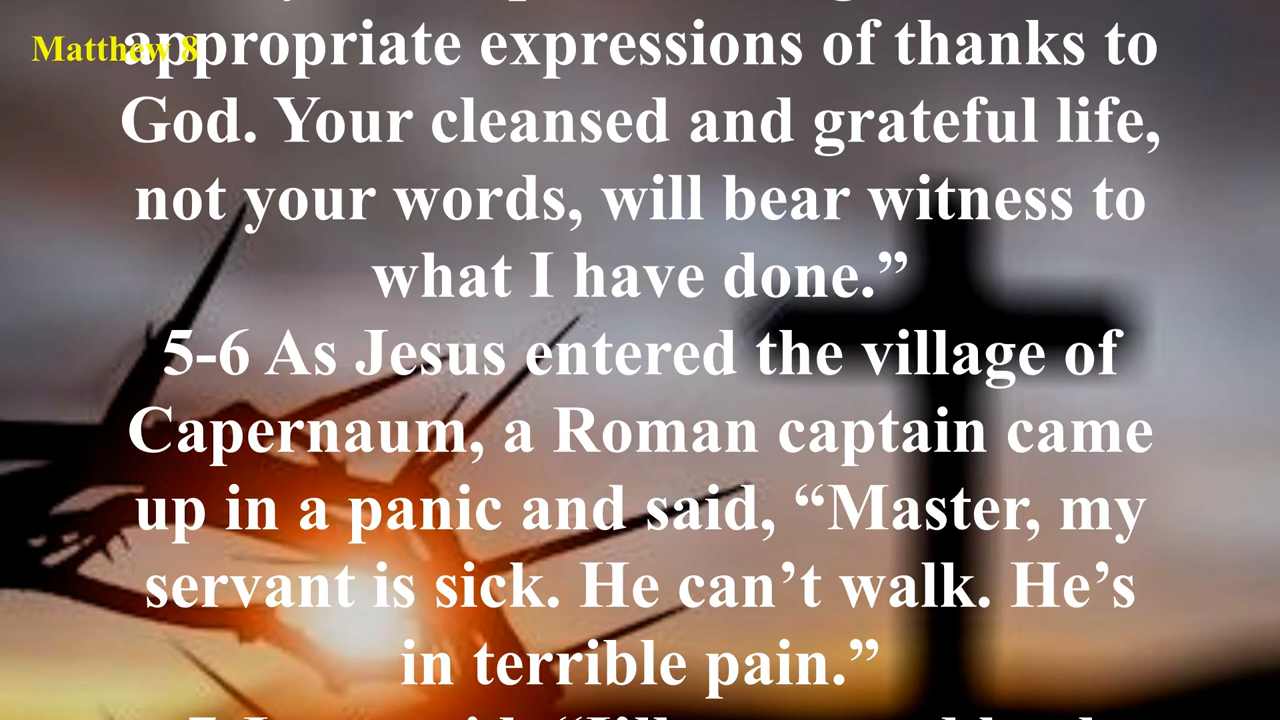 Matthew 8
appropriate expressions of thanks to
God. Your cleansed and grateful life,
not your words, will bear witness to
what I have done.”
5-6 As Jesus entered the village of
Capernaum, a Roman captain came
up in a panic and said, “Master, my
servant is sick. He can’t walk. He’s
in terrible pain.”